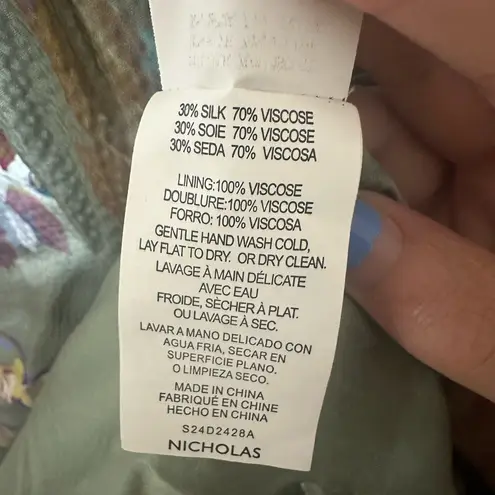 30% SILK 70% VISCOSE
30% SOIE 70% VISCOSE
30% SEDA 70% VISCOSA
LINING:100% VISCOSE
DOUBLURE:100% VISCOSE
FORRO: 100% VISCOSA
GENTLE HAND WASH COLD,
LAY FLAT TO DRY. OR DRY CLEAN.
LAVAGE À MAIN DÉLICATE
AVEC EAU
FROIDE, SÈCHER À PLAT.
OU LAVAGE À SEC.
LAVAR A MANO DELICADO CON
AGUA FRIA, SECAR EN
SUPERFICIE PLANO.
O LIMPIEZA SECO.
MADE IN CHINA
FABRIQUÉ EN CHINE
HECHO EN CHINA
S24D2428A
NICHOLAS